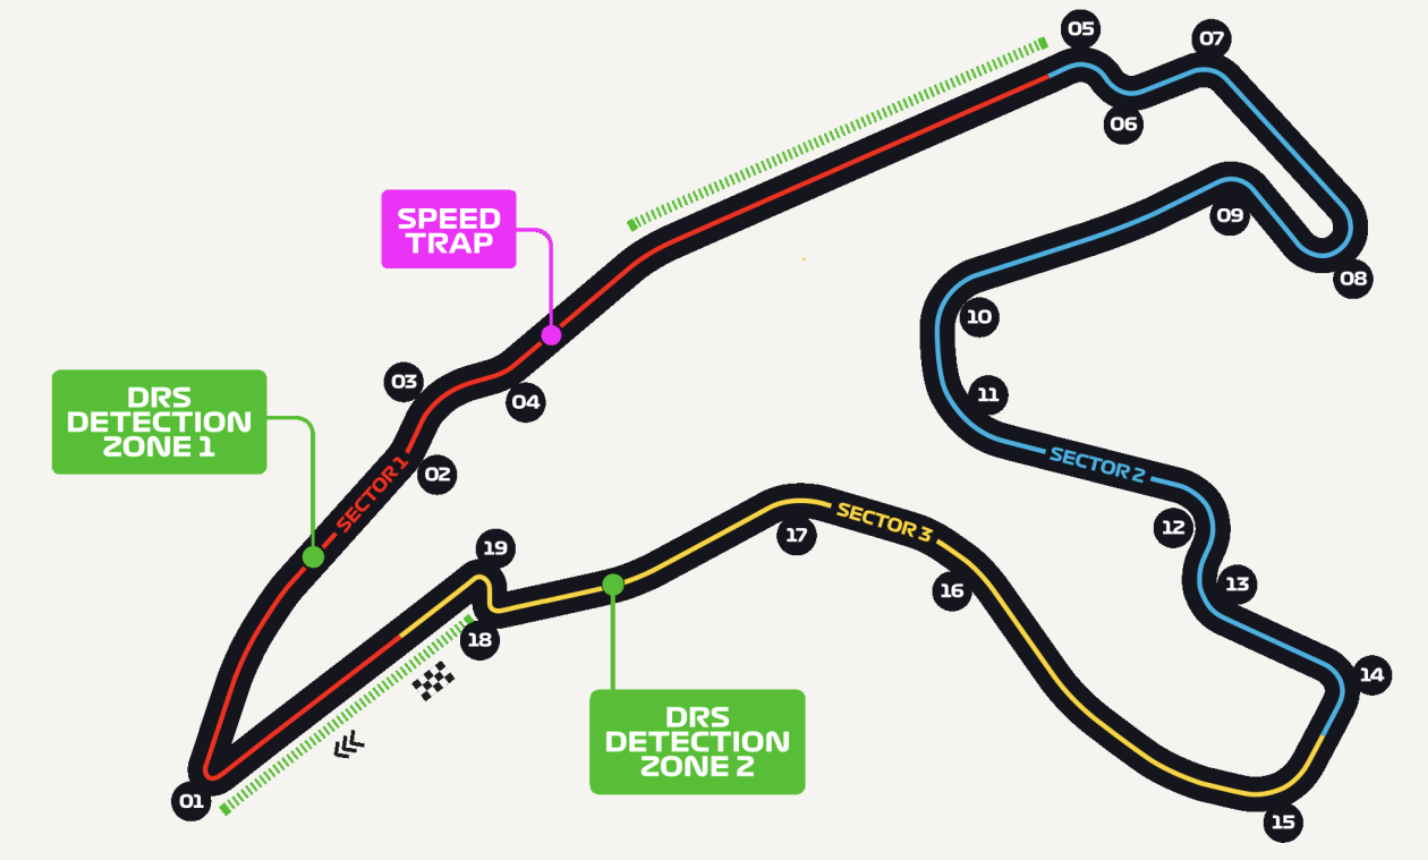 05
07
06
SPEED
TRAP
09
08
10
03
04
DRS
DETECTION
ZONE 1
11
SECTOR 1
02
SECTOR 2
SECTOR 3
12
17
19
13
16
18
14
DRS
DETECTION
ZONE 2
01
15